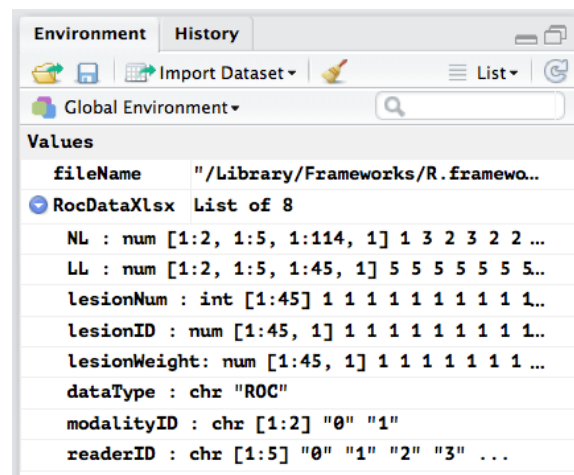 Environment History
Import Dataset List
Global Environment
Values
fileName "/Library/Frameworks/R.framewo...
RocDataXlsx List of 8
NL : num [1:2, 1:5, 1:114, 1] 1 3 2 3 2 2 ...
LL : num [1:2, 1:5, 1:45, 1] 5 5 5 5 5 5 5...
lesionNum : int [1:45] 1 1 1 1 1 1 1 1 1 1...
lesionID : num [1:45, 1] 1 1 1 1 1 1 1 1 1...
lesionWeight: num [1:45, 1] 1 1 1 1 1 1 1 ...
dataType : chr "ROC"
modalityID : chr [1:2] "0" "1"
readerID : chr [1:5] "0" "1" "2" "3" ...